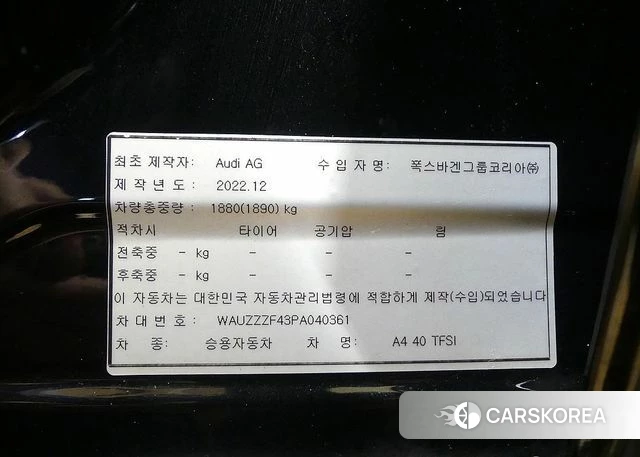 최초 제작자: Audi AG 수 입 자 명: 폭스바겐그룹코리아㈜
제 작 년 도 : 2022.12
차량총중량 : 1880(1890) kg
적차시 타이어 공기압 림
전축중 - kg - - -
후축중 - kg - - -
이 자동차는 대한민국 자동차관리법령에 적합하게 제작(수입)되었습니다
차 대 번 호 : WAUZZZF43PA040361
차 종: 승용자동차 차 명: A4 40 TFSI
CARSKOREA